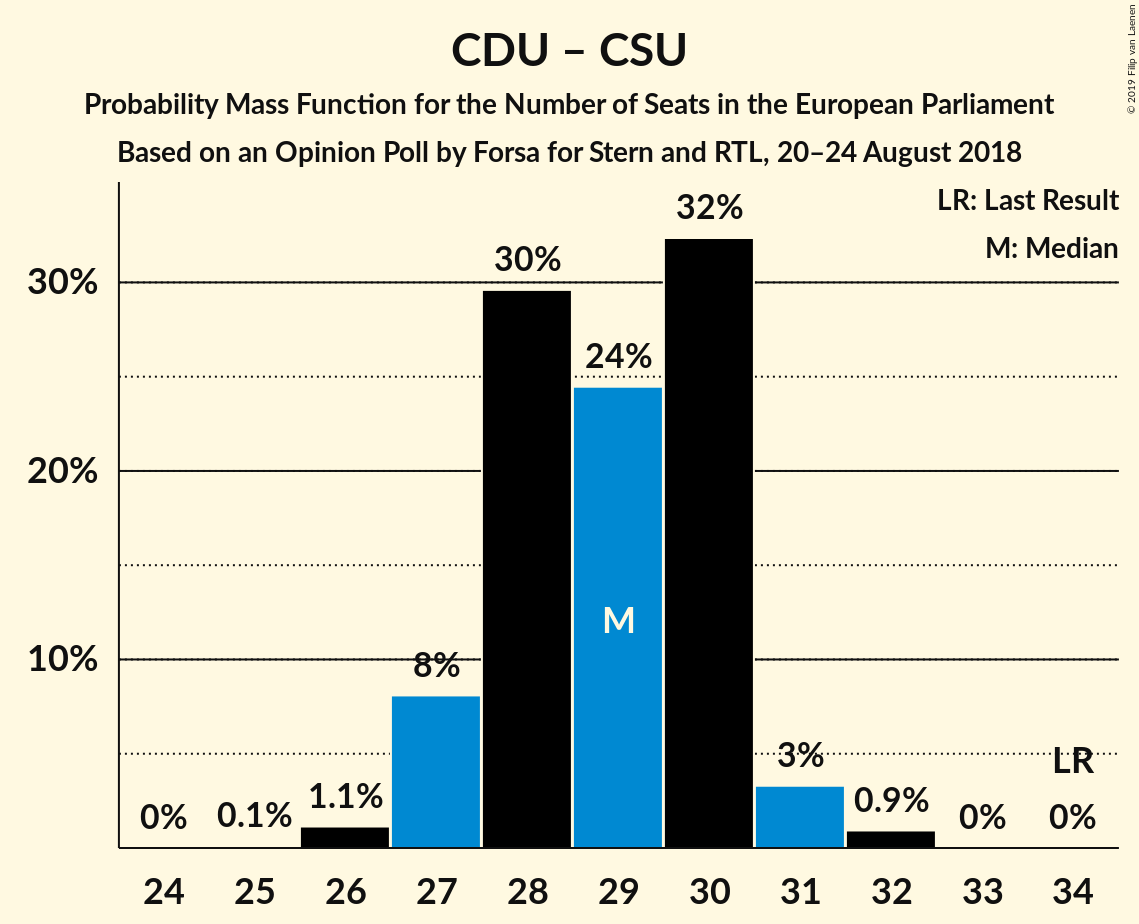 CDU – CSU
Probability Mass Function for the Number of Seats in the European Parliament
Based on an Opinion Poll by Forsa for Stern and RTL, 20–24 August 2018
© 2019 Filip van Laenen
LR: Last Result
M: Median
32%
30%
30%
24%
20%
M
10%
8%
3%
LR
1.1%
0.9%
0%
0.1%
0%
0%
24 25 26 27 28 29 30 31 32 33 34